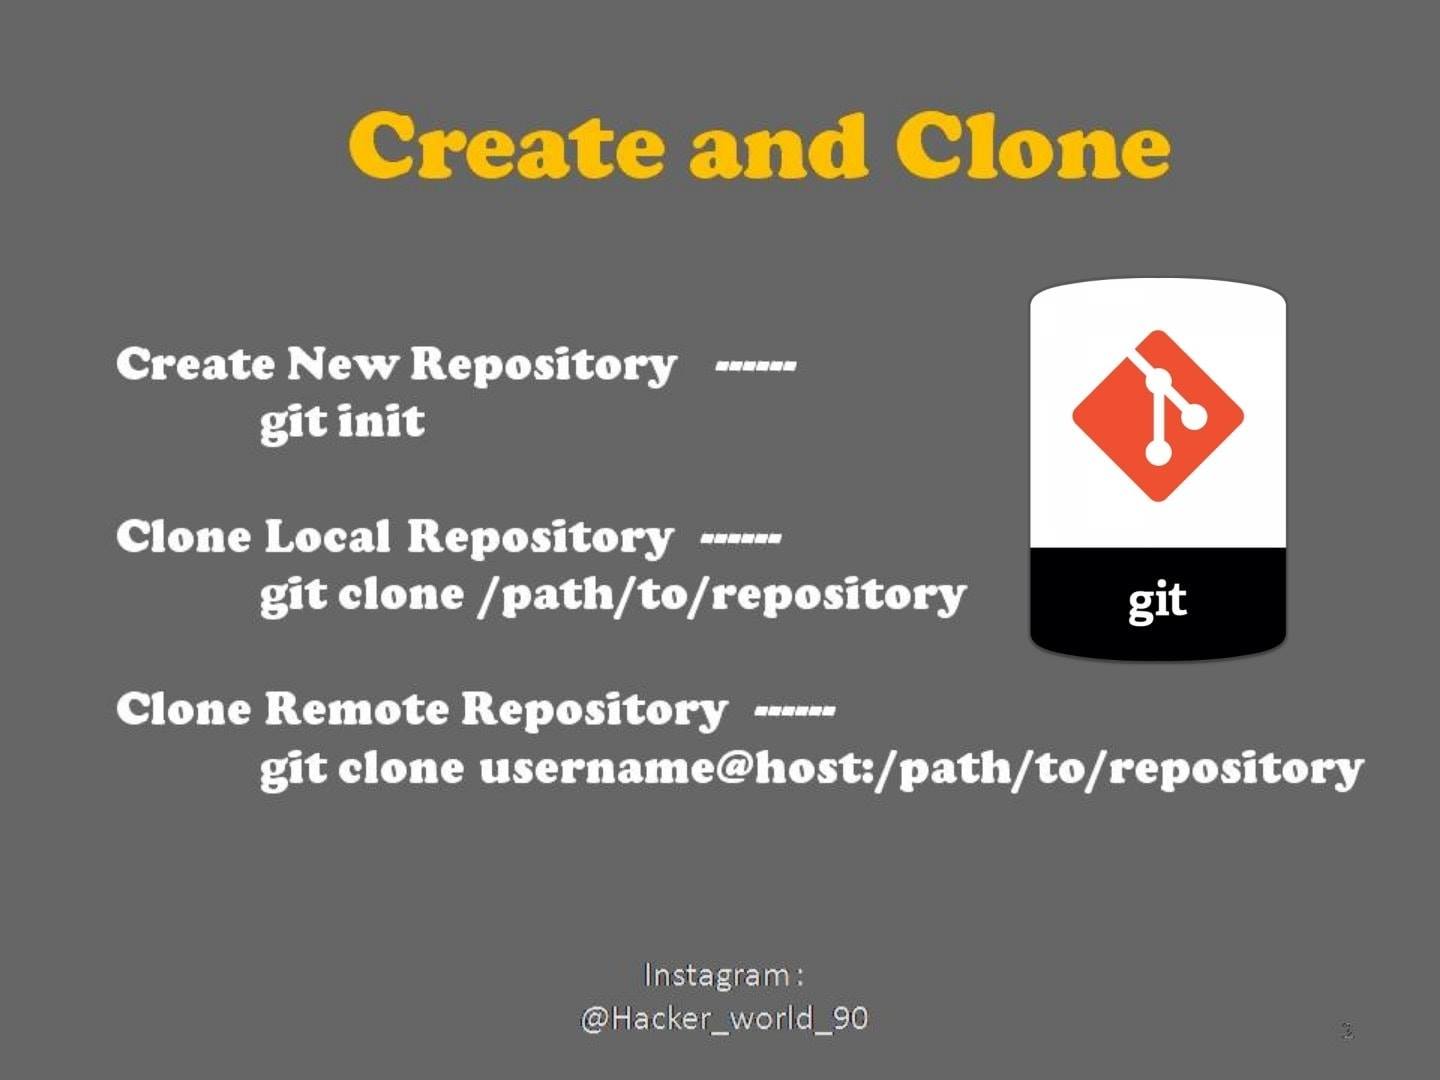 Create and Clone
Create New Repository ------
git init
Clone Local Repository ------
git clone /path/to/repository
git
Clone Remote Repository ------
git clone username@host:/path/to/repository
Instagram :
@Hacker_world_90